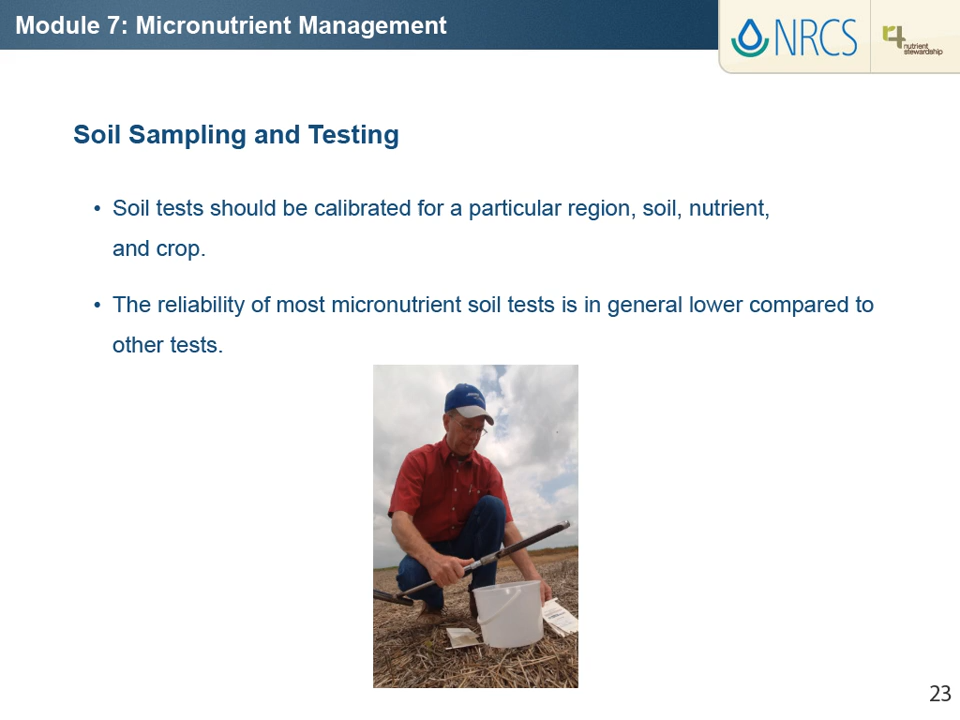 Module 7: Micronutrient Management
NRCS
r4 nutrient
stewardship
Soil Sampling and Testing
• Soil tests should be calibrated for a particular region, soil, nutrient,
and crop.
• The reliability of most micronutrient soil tests is in general lower compared to
other tests.
23